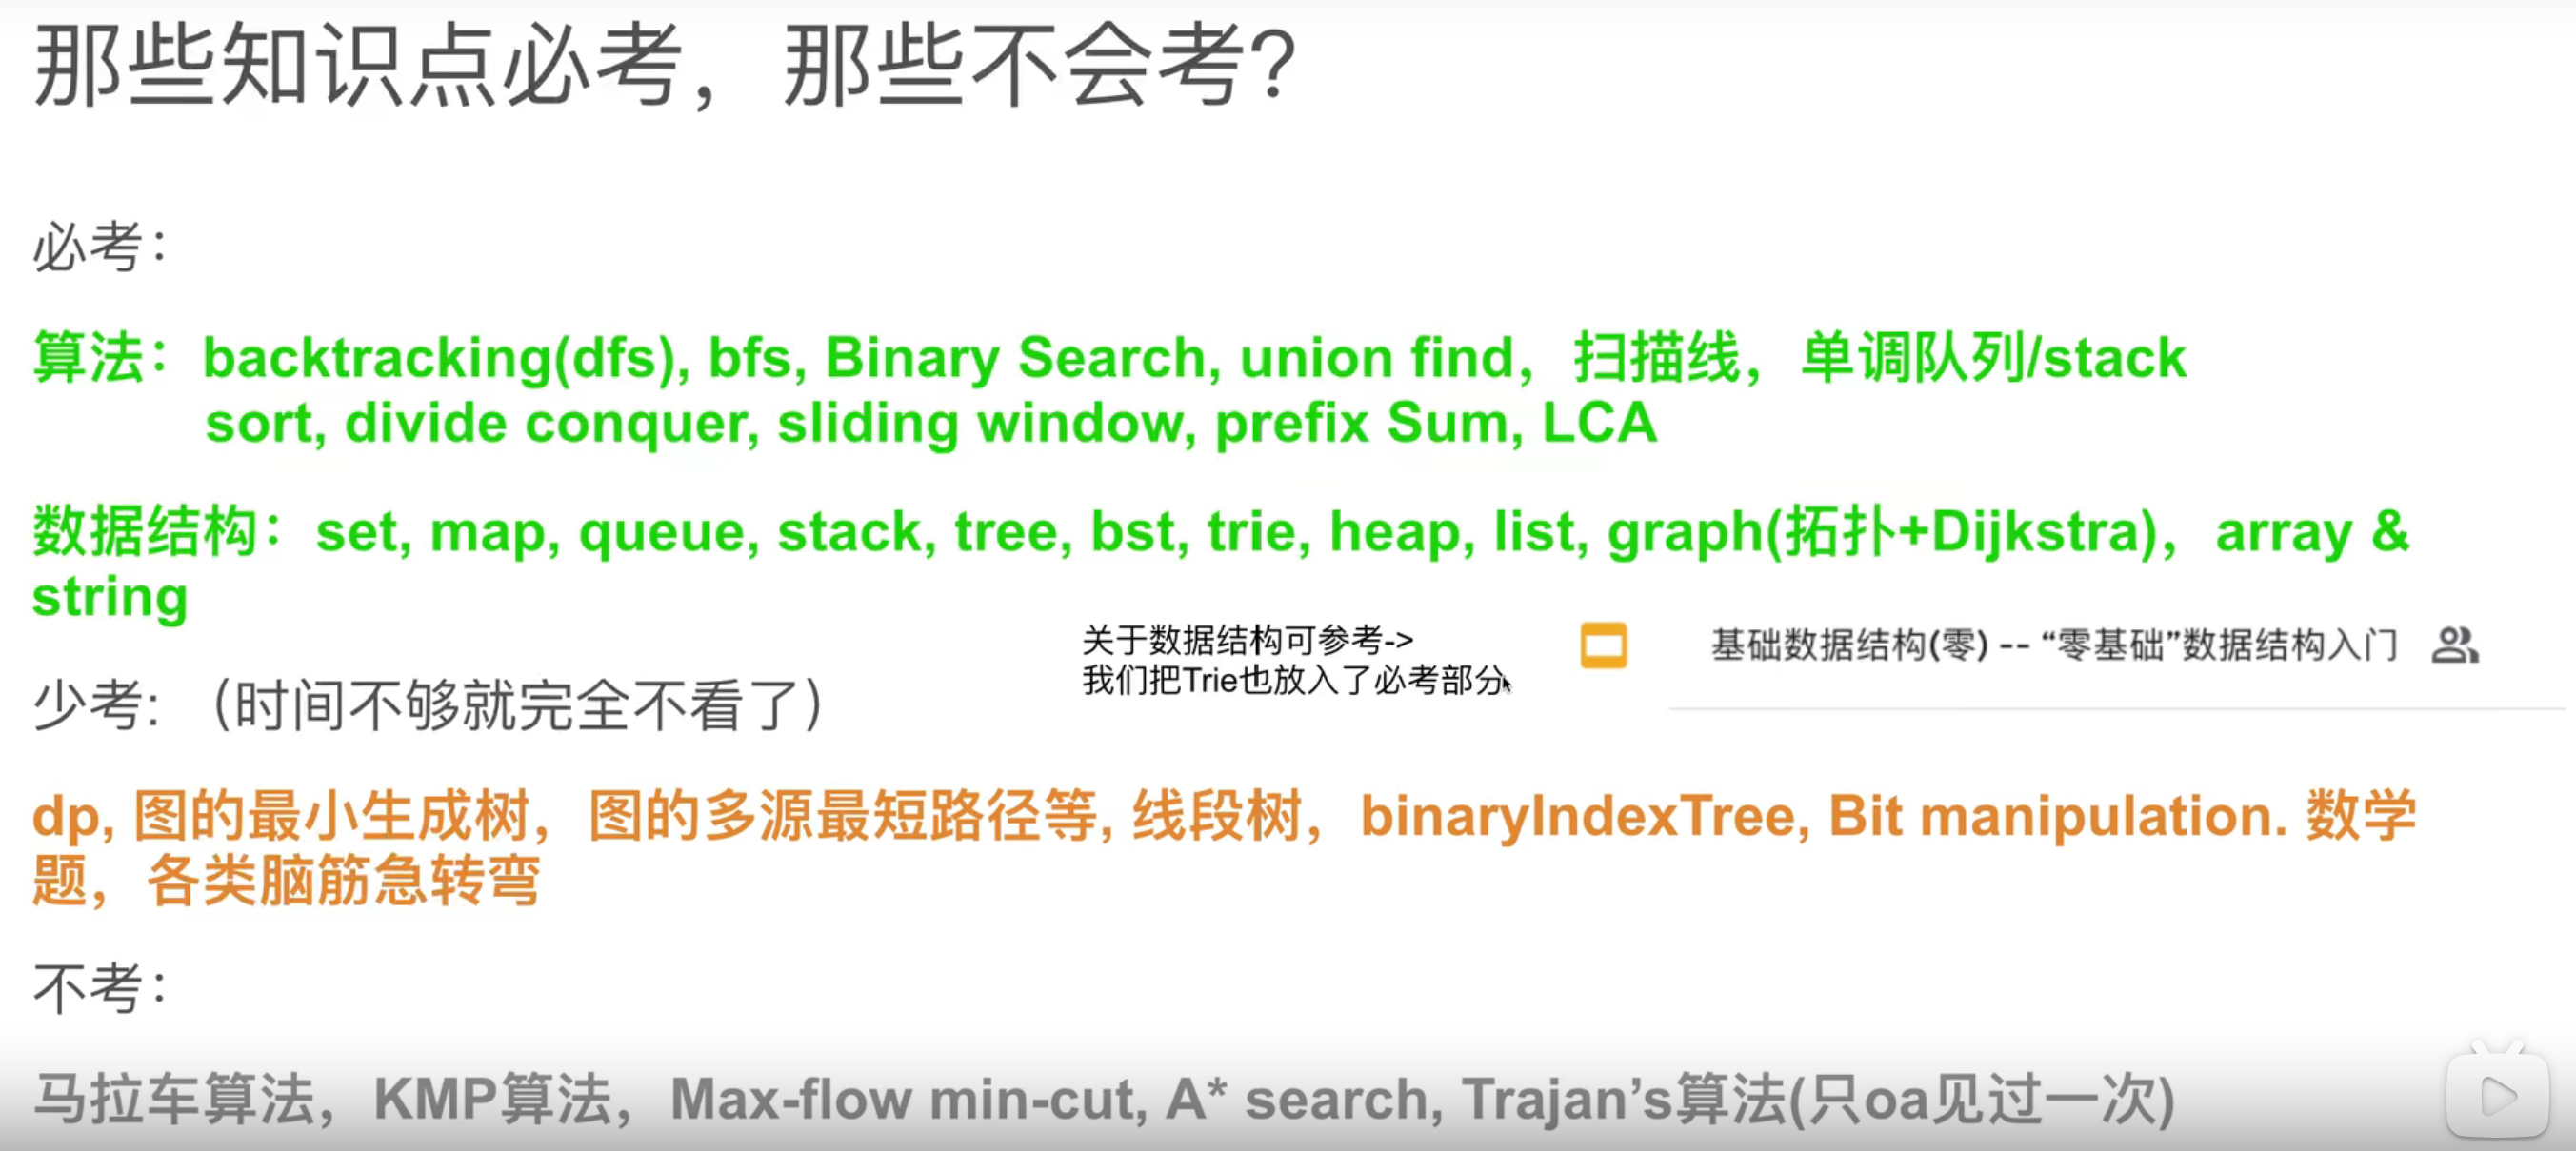 那些知识点必考，那些不会考？
必考：
算法：backtracking(dfs), bfs, Binary Search, union find，扫描线，单调队列/stack
sort, divide conquer, sliding window, prefix Sum, LCA
数据结构：set, map, queue, stack, tree, bst, trie, heap, list, graph(拓扑+Dijkstra)，array &
string
关于数据结构可参考->
我们把Trie也放入了必考部分
基础数据结构(零) -- “零基础”数据结构入门
少考: （时间不够就完全不看了）
dp, 图的最小生成树，图的多源最短路径等, 线段树，binaryIndexTree, Bit manipulation. 数学
题，各类脑筋急转弯
不考：
马拉车算法，KMP算法，Max-flow min-cut, A* search, Trajan’s算法(只oa见过一次)